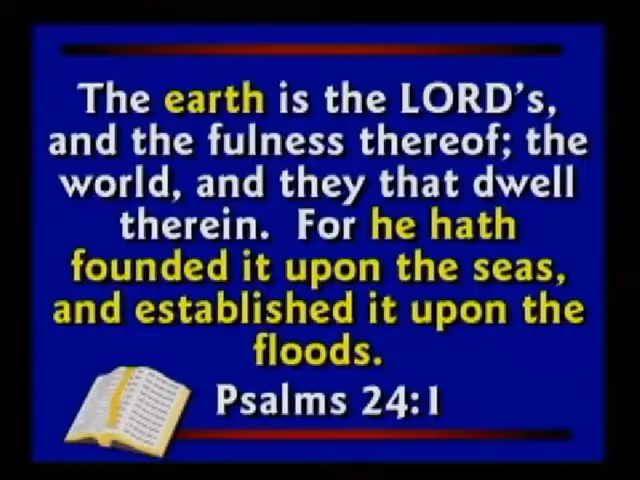 The earth is the LORD's,
and the fulness thereof; the
world, and they that dwell
therein. For he hath
founded it upon the seas,
and established it upon the
floods.
Psalms 24:1